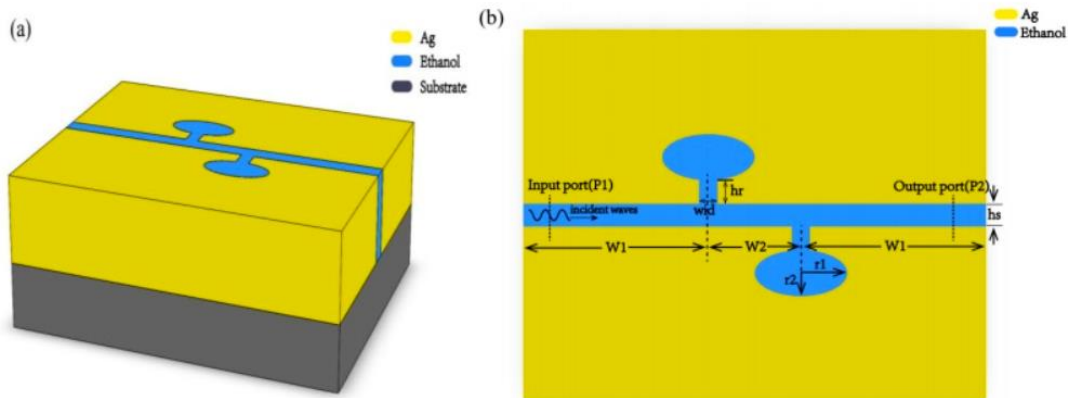 (a)
Ag
Ethanol
Substrate
(b)
Ag
Ethanol
Input port(P1)
hr
Output port(P2)
incident waves
wd
hs
W1
W2
W1
r1
r2